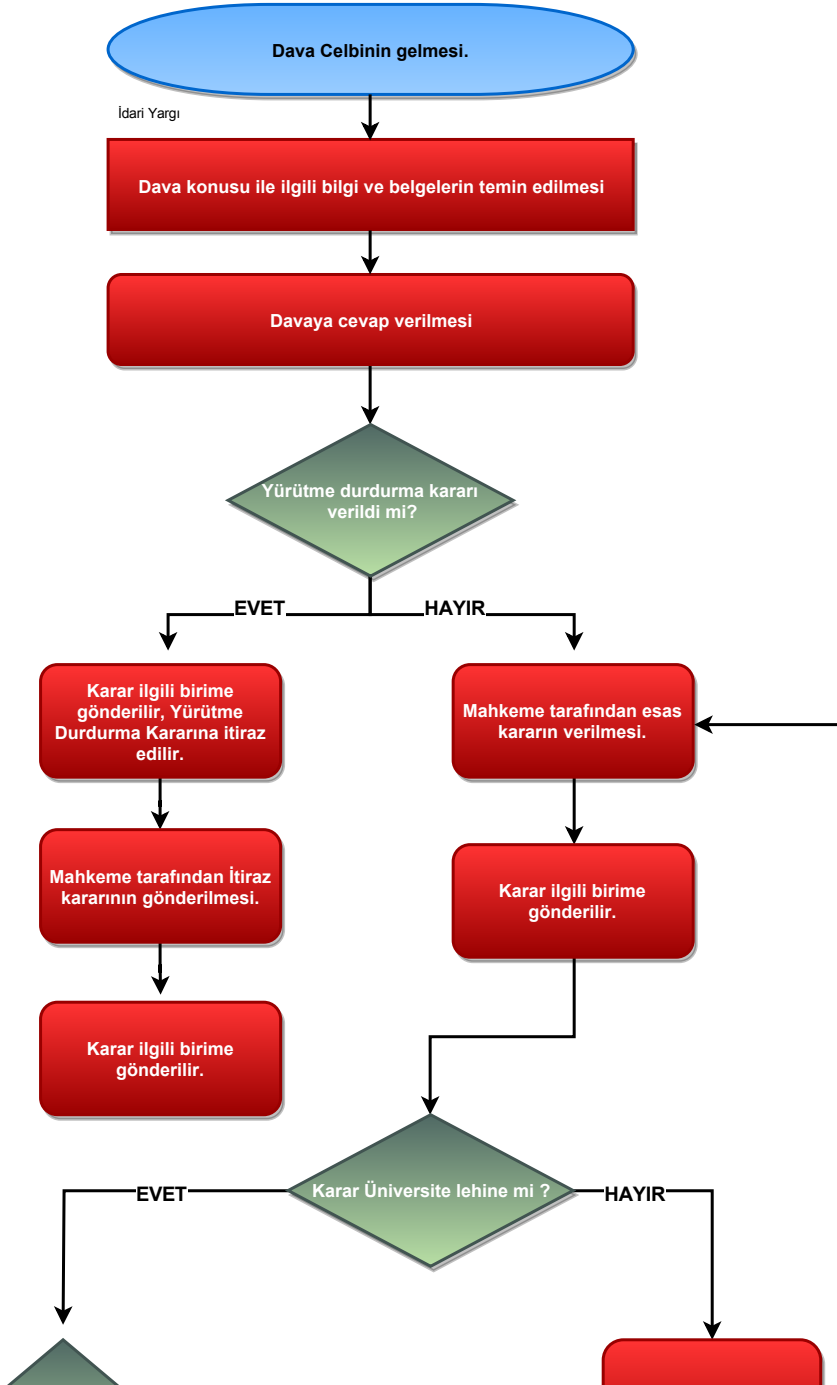 Dava Celbinin gelmesi.
İdari Yargı
Dava konusu ile ilgili bilgi ve belgelerin temin edilmesi
Davaya cevap verilmesi
Yürütme durdurma kararı
verildi mi?
EVET
HAYIR
Karar ilgili birime
gönderilir, Yürütme
Durdurma Kararına itiraz
edilir.
Mahkeme tarafından esas
kararın verilmesi.
Mahkeme tarafından İtiraz
kararının gönderilmesi.
Karar ilgili birime
gönderilir.
Karar ilgili birime
gönderilir.
Karar Üniversite lehine mi ?
EVET
HAYIR